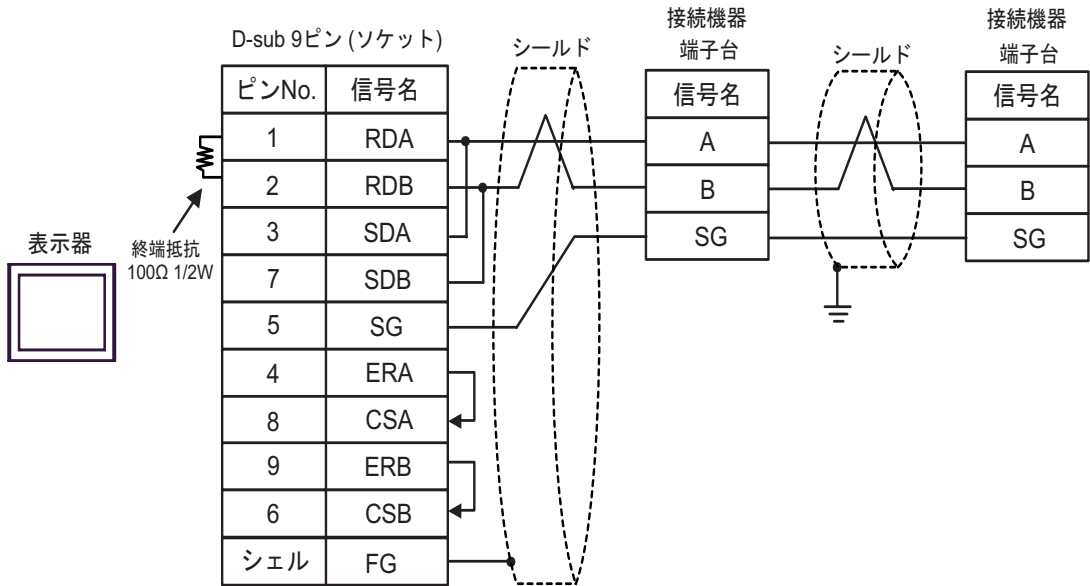 D-sub 9ピン (ソケット)
ピンNo. 信号名
1 RDA
2 RDB
3 SDA
7 SDB
5 SG
4 ERA
8 CSA
9 ERB
6 CSB
シェル FG
表示器
終端抵抗
100Ω 1/2W
シールド
接続機器
端子台
信号名
A
B
SG
シールド
接続機器
端子台
信号名
A
B
SG